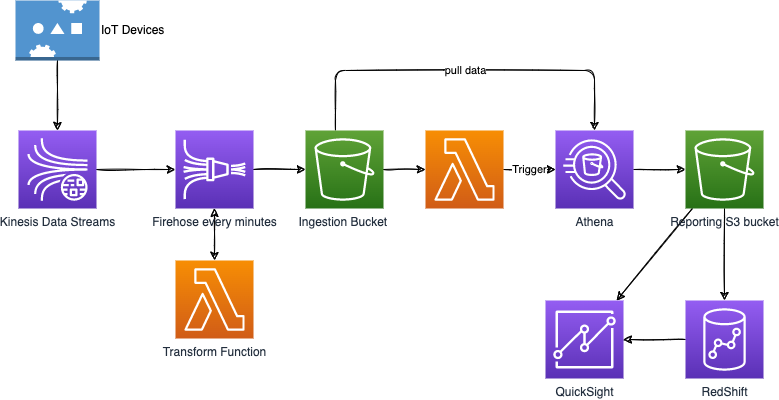 IoT Devices
pull data
Trigger
Kinesis Data Streams
Firehose every minutes
Ingestion Bucket
Athena
Reporting S3 bucket
Transform Function
QuickSight
RedShift